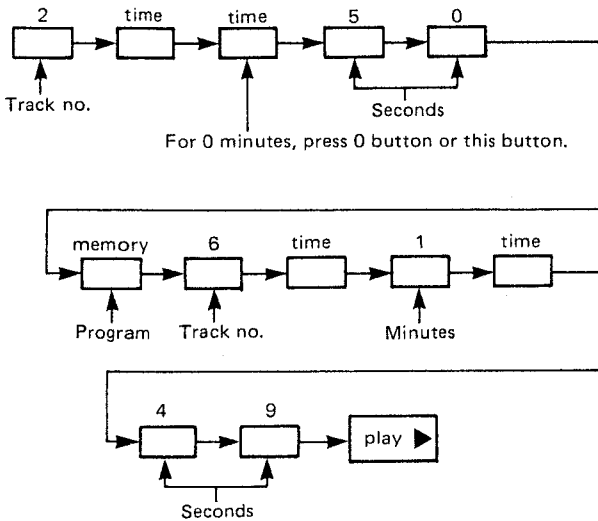 2 time time 5 0
Track no.
Seconds
For 0 minutes, press 0 button or this button.
memory 6 time 1 time
Program Track no. Minutes
4 9
play
Seconds